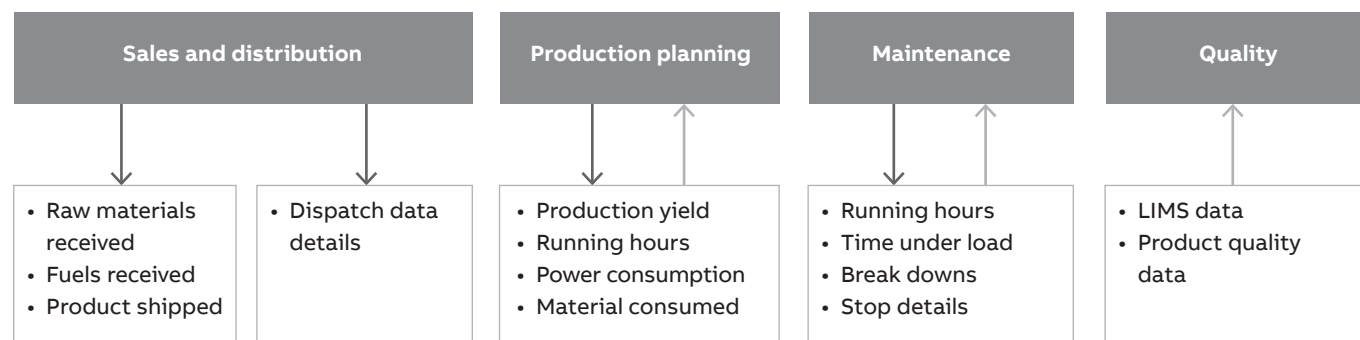 Sales and distribution
Production planning
Maintenance
Quality
• Raw materials
received
• Fuels received
• Product shipped
• Dispatch data
details
• Production yield
• Running hours
• Power consumption
• Material consumed
• Running hours
• Time under load
• Break downs
• Stop details
• LIMS data
• Product quality
data